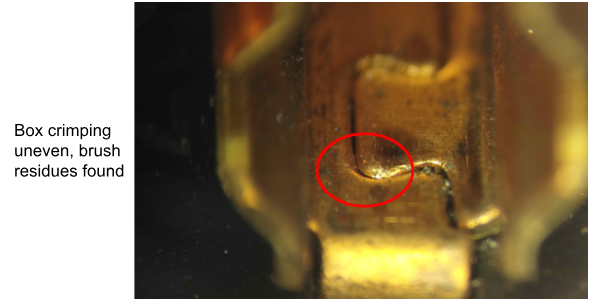 Box crimping
uneven, brush
residues found